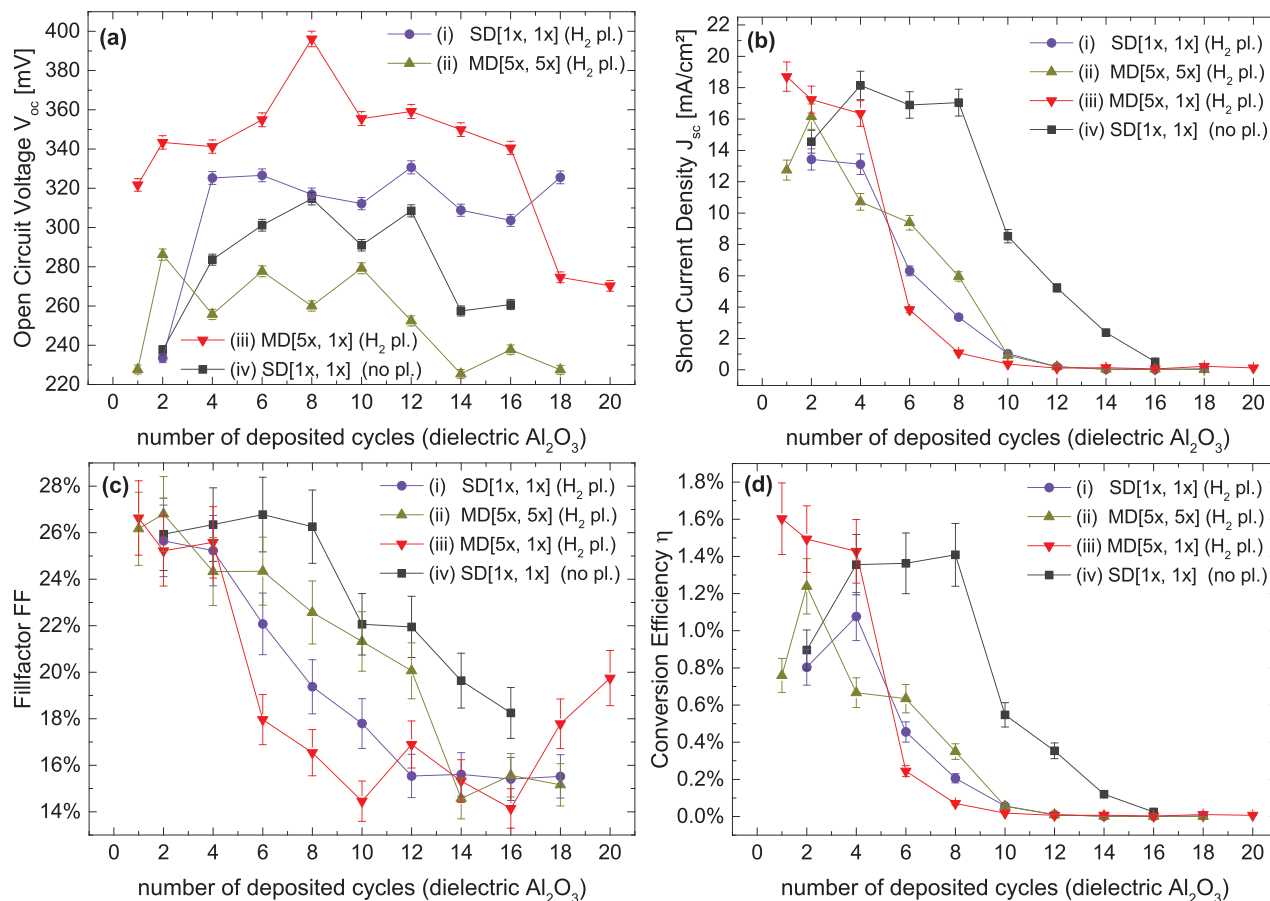 (a)
(i) SD[1x, 1x] (H2 pl.)
(ii) MD[5x, 5x] (H2 pl.)
(iii) MD[5x, 1x] (H2 pl.)
(iv) SD[1x, 1x] (no pl.)
Open Circuit Voltage Voc [mV]
400
380
360
340
320
300
280
260
240
220
0 2 4 6 8 10 12 14 16 18 20
number of deposited cycles (dielectric Al2O3)
(b)
(i) SD[1x, 1x] (H2 pl.)
(ii) MD[5x, 5x] (H2 pl.)
(iii) MD[5x, 1x] (H2 pl.)
(iv) SD[1x, 1x] (no pl.)
Short Current Density Jsc [mA/cm²]
22
20
18
16
14
12
10
8
6
4
2
0
0 2 4 6 8 10 12 14 16 18 20
number of deposited cycles (dielectric Al2O3)
(c)
(i) SD[1x, 1x] (H2 pl.)
(ii) MD[5x, 5x] (H2 pl.)
(iii) MD[5x, 1x] (H2 pl.)
(iv) SD[1x, 1x] (no pl.)
Fillfactor FF
28%
26%
24%
22%
20%
18%
16%
14%
0 2 4 6 8 10 12 14 16 18 20
number of deposited cycles (dielectric Al2O3)
(d)
(i) SD[1x, 1x] (H2 pl.)
(ii) MD[5x, 5x] (H2 pl.)
(iii) MD[5x, 1x] (H2 pl.)
(iv) SD[1x, 1x] (no pl.)
Conversion Efficiency η
1.8%
1.6%
1.4%
1.2%
1.0%
0.8%
0.6%
0.4%
0.2%
0.0%
0 2 4 6 8 10 12 14 16 18 20
number of deposited cycles (dielectric Al2O3)